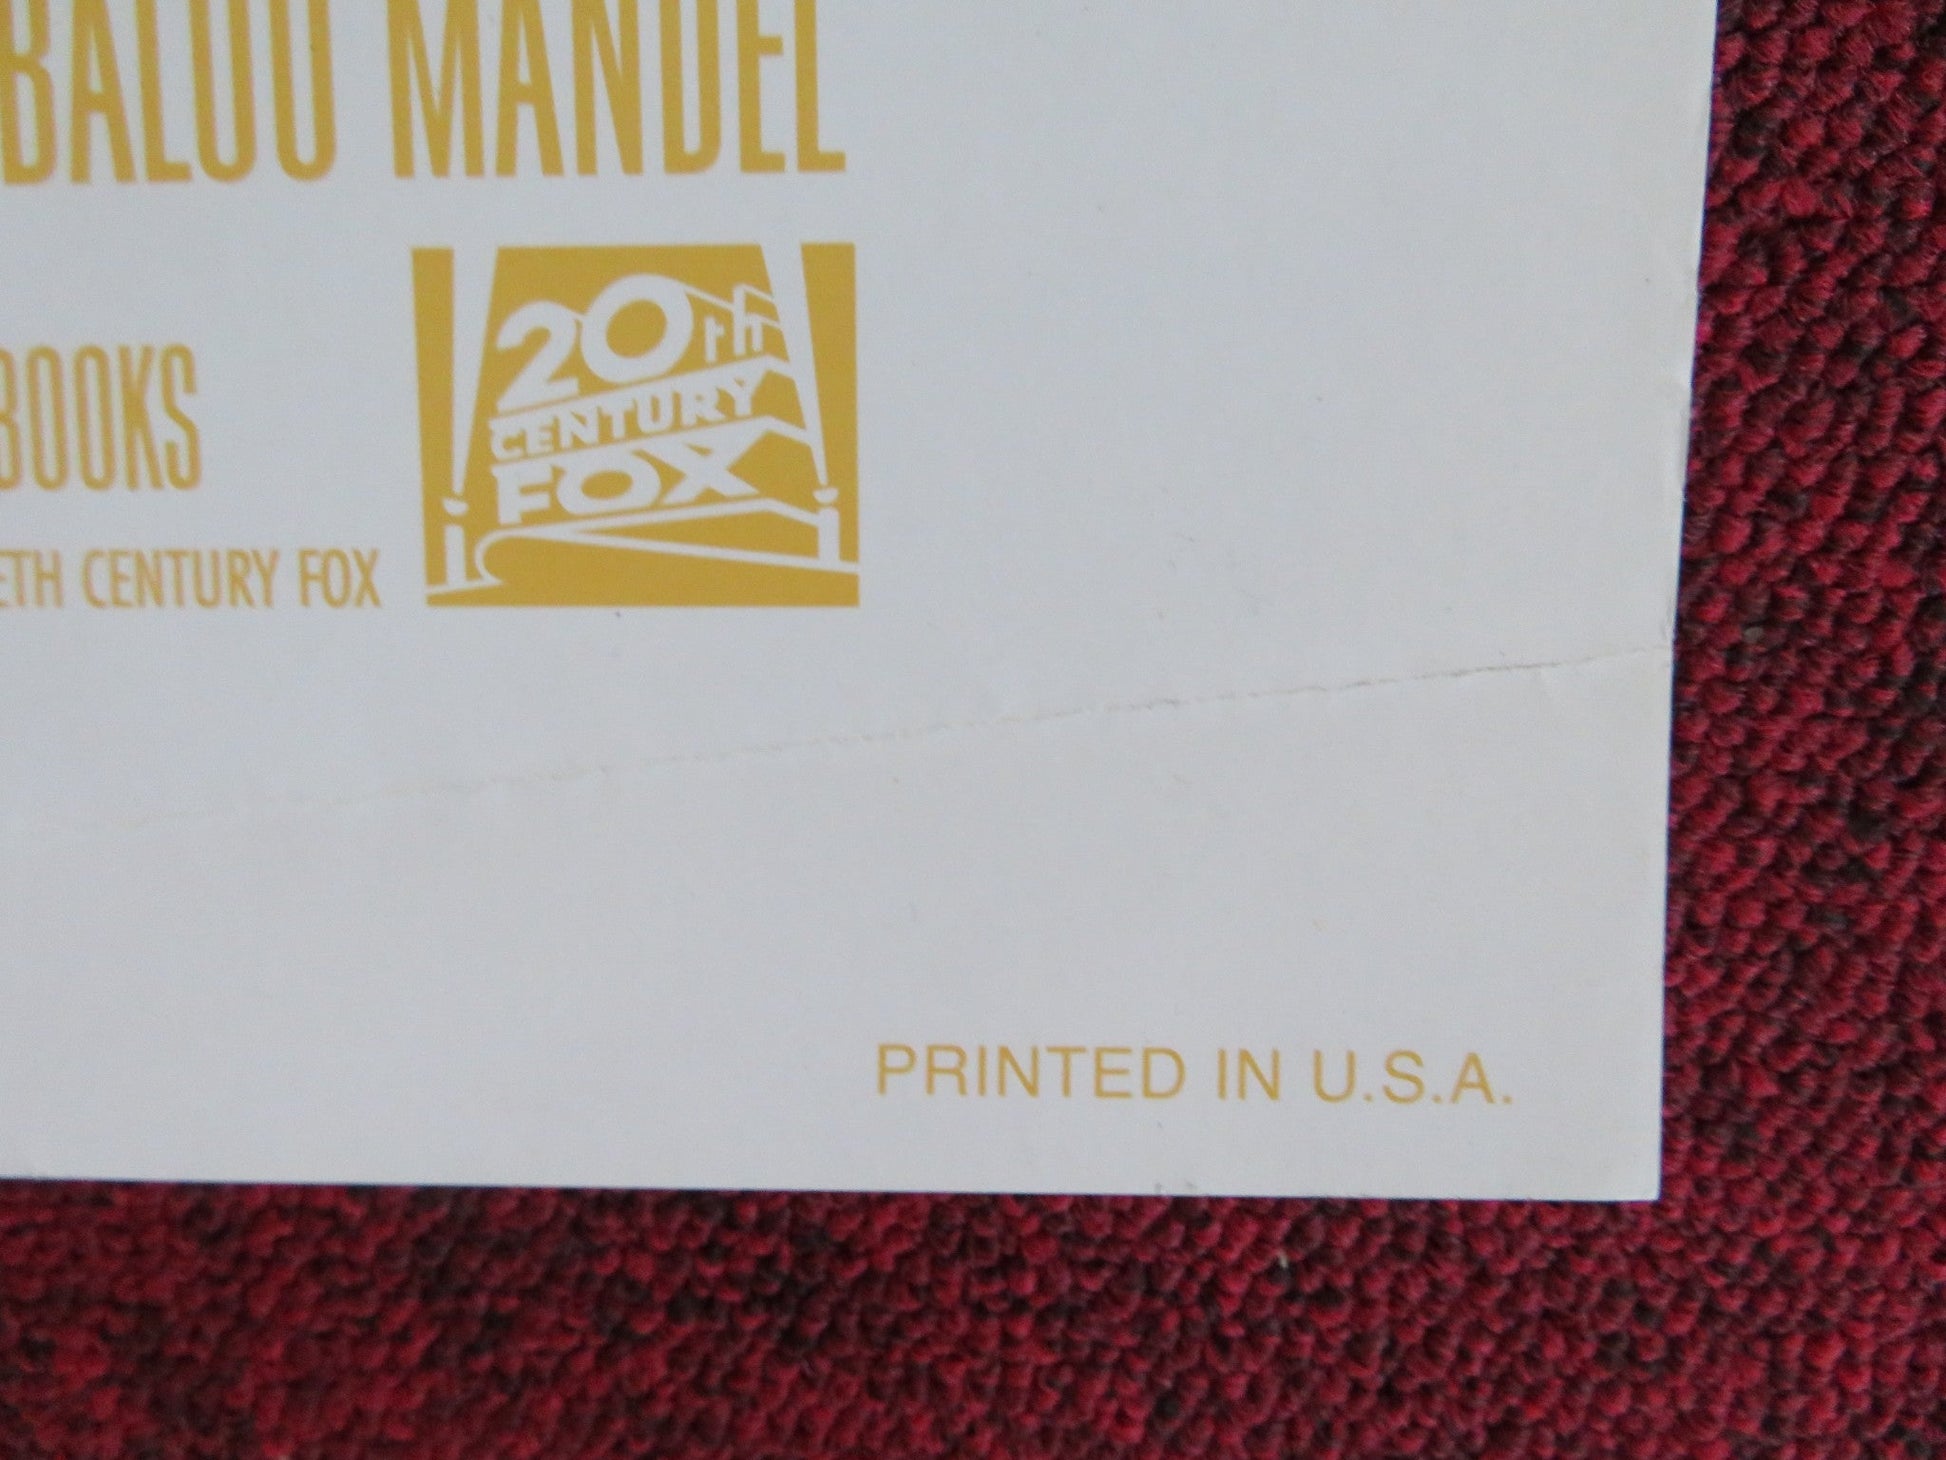 BALOO MANDEL
BOOKS
20th
CENTURY
FOX
ETH CENTURY FOX
PRINTED IN U.S.A.